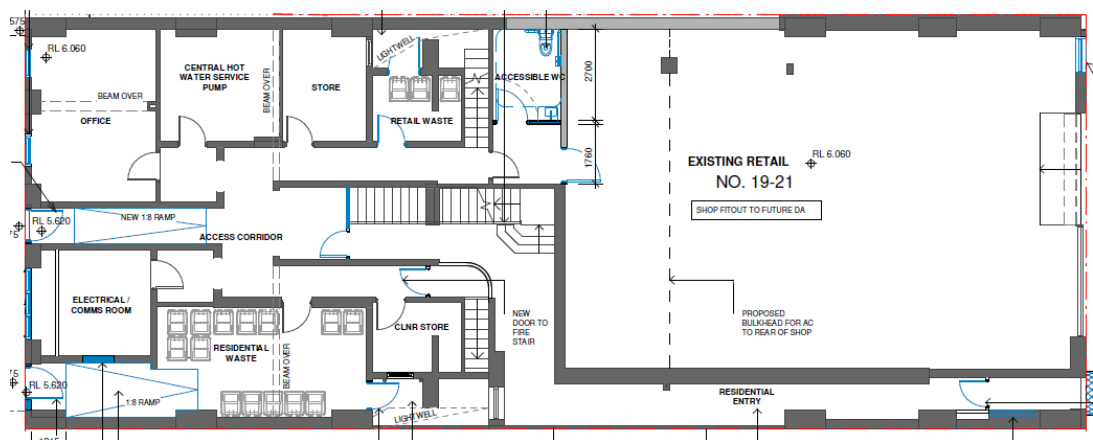 575
RL 6.060
CENTRAL HOT
WATER SERVICE
PUMP
BEAM OVER
BEAM OVER
OFFICE
STORE
LIGHTWELL
RETAIL WASTE
ACCESSIBLE WC
2700
1760
EXISTING RETAIL
RL 6.060
NO. 19-21
SHOP FITOUT TO FUTURE DA
RL 5.620
NEW 1:8 RAMP
ACCESS CORRIDOR
75
ELECTRICAL /
COMMS ROOM
RESIDENTIAL
WASTE
BEAM OVER
CLNR STORE
NEW
DOOR TO
FIRE
STAIR
PROPOSED
BULKHEAD FOR AC
TO REAR OF SHOP
75
RL 5.620
1:8 RAMP
LIGHTWELL
RESIDENTIAL
ENTRY